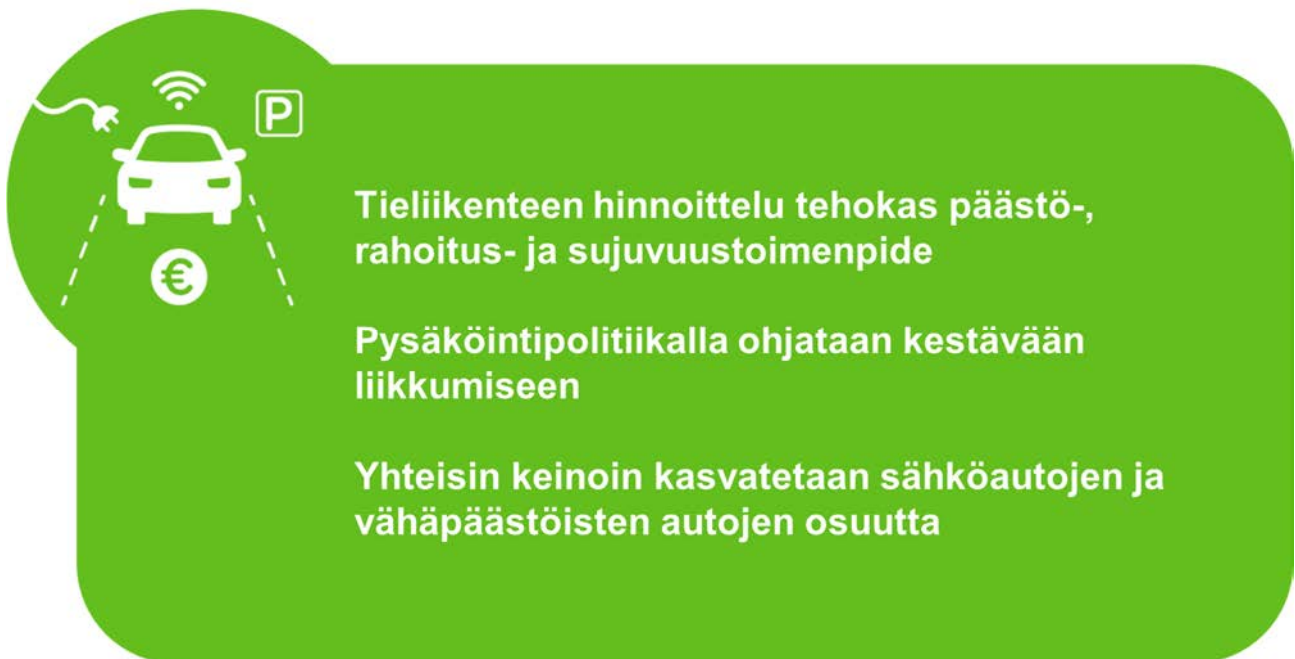 P
€
Tieliikenteen hinnoittelu tehokas päästö-,
rahoitus- ja sujuvuustoimenpide
Pysäköintipolitiikalla ohjataan kestävään
liikkumiseen
Yhteisin keinoin kasvatetaan sähköautojen ja
vähäpäästöisten autojen osuutta